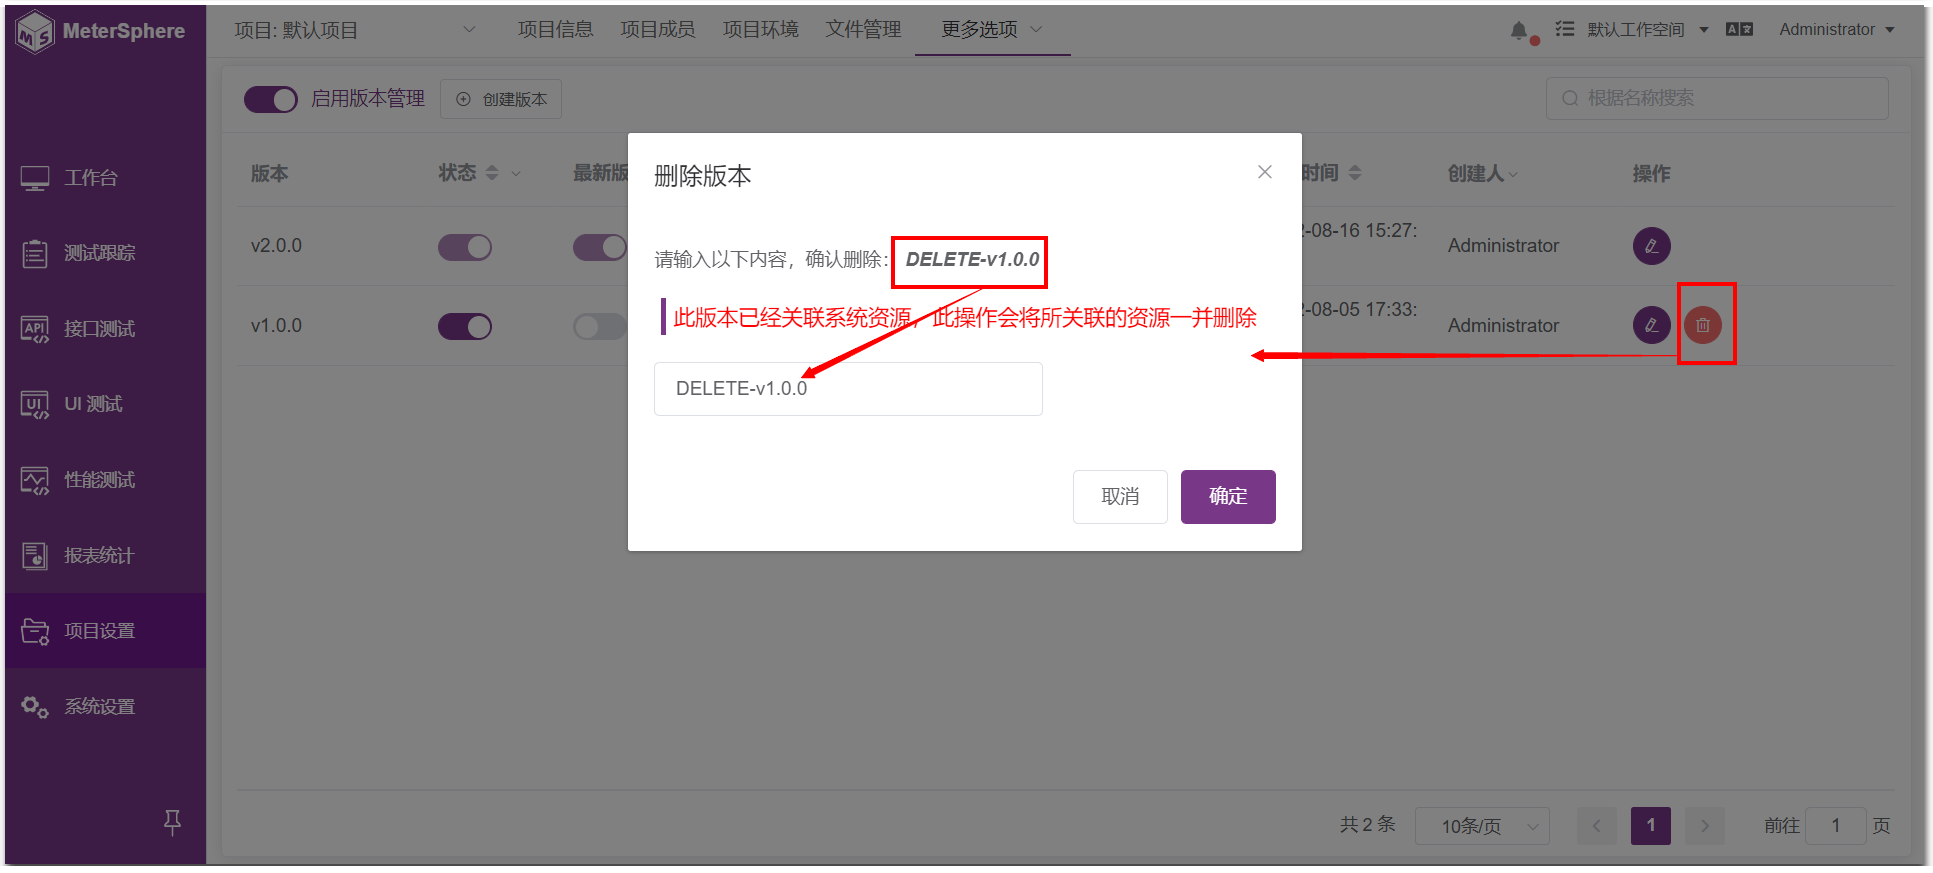 MeterSphere
项目: 默认项目
项目信息 项目成员 项目环境 文件管理 更多选项
默认工作空间
Administrator
启用版本管理
创建版本
根据名称搜索
工作台
测试跟踪
接口测试
UI 测试
性能测试
报表统计
项目设置
系统设置
版本 状态 最新版 时间 创建人 操作
v2.0.0 2-08-16 15:27: Administrator
v1.0.0 2-08-05 17:33: Administrator
删除版本
请输入以下内容，确认删除: DELETE-v1.0.0
此版本已经关联系统资源，此操作会将所关联的资源一并删除
DELETE-v1.0.0
取消 确定
共 2 条 10条/页 1 前往 1 页